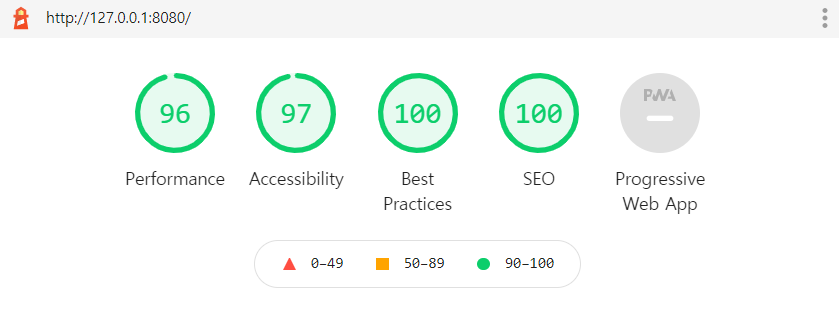 http://127.0.0.1:8080/
96
97
100
100
PWA
Performance
Accessibility
Best
Practices
SEO
Progressive
Web App
0–49
50–89
90–100